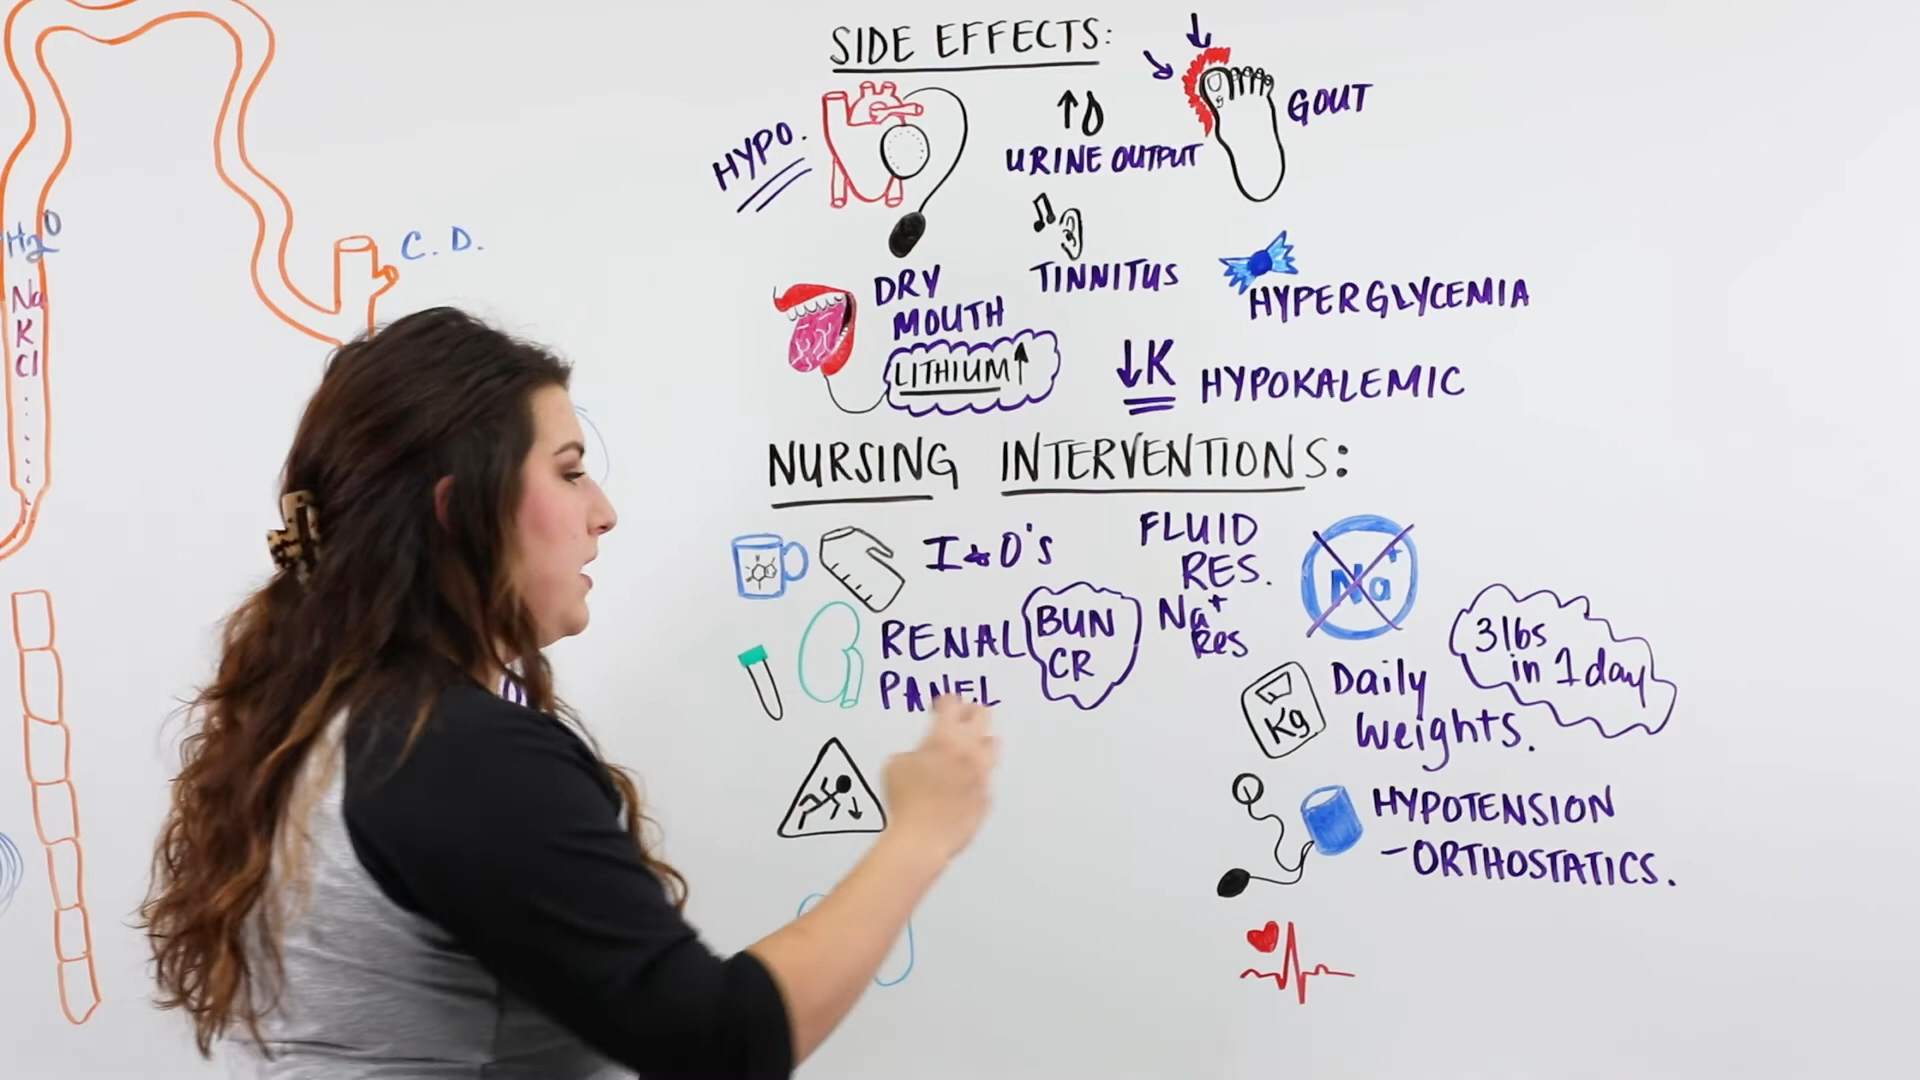 SIDE EFFECTS:
HYPO.
↑
URINE OUTPUT
GOUT
H2O
Na
K
Cl
C. D.
DRY
MOUTH
LITHIUM↑
TINNITUS
HYPERGLYCEMIA
↓K HYPOKALEMIC
NURSING INTERVENTIONS:
I & O's
FLUID
RES.
Na+
Na+
Res
RENAL
PANEL
BUN
CR
Kg
Daily
Weights.
3 lbs
in 1 day
HYPOTENSION
-ORTHOSTATICS.